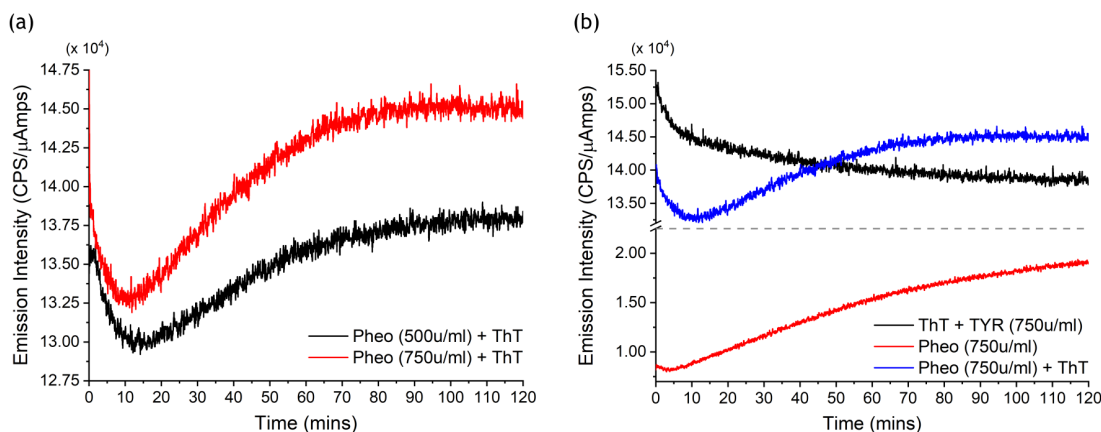 (a)
(x 10⁴)
14.75
14.50
14.25
14.00
13.75
13.50
13.25
13.00
12.75
Emission Intensity (CPS/µAmps)
0 10 20 30 40 50 60 70 80 90 100 110 120
Time (mins)
Pheo (500u/ml) + ThT
Pheo (750u/ml) + ThT
(b)
(x 10⁴)
15.50
15.00
14.50
14.00
13.50
2.00
1.50
1.00
Emission Intensity (CPS/µAmps)
0 10 20 30 40 50 60 70 80 90 100 110 120
Time (mins)
ThT + TYR (750u/ml)
Pheo (750u/ml)
Pheo (750u/ml) + ThT